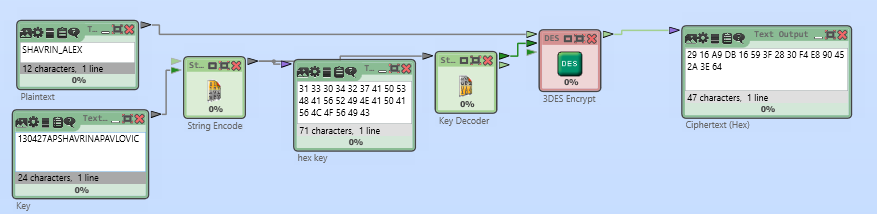 T...
SHAVRIN_ALEX
12 characters, 1 line
0%
Plaintext
Text...
130427APSHAVRINAPAVLOVIC
24 characters, 1 line
0%
Key
St...
0%
String Encode
T...
31 33 30 34 32 37 41 50 53
48 41 56 52 49 4E 41 50 41
56 4C 4F 56 49 43
71 characters, 1 line
0%
hex key
St...
0%
Key Decoder
DES
DES
0%
3DES Encrypt
Text Output
29 16 A9 DB 16 59 3F 28 30 F4 E8 90 45
2A 3E 64
47 characters, 1 line
0%
Ciphertext (Hex)